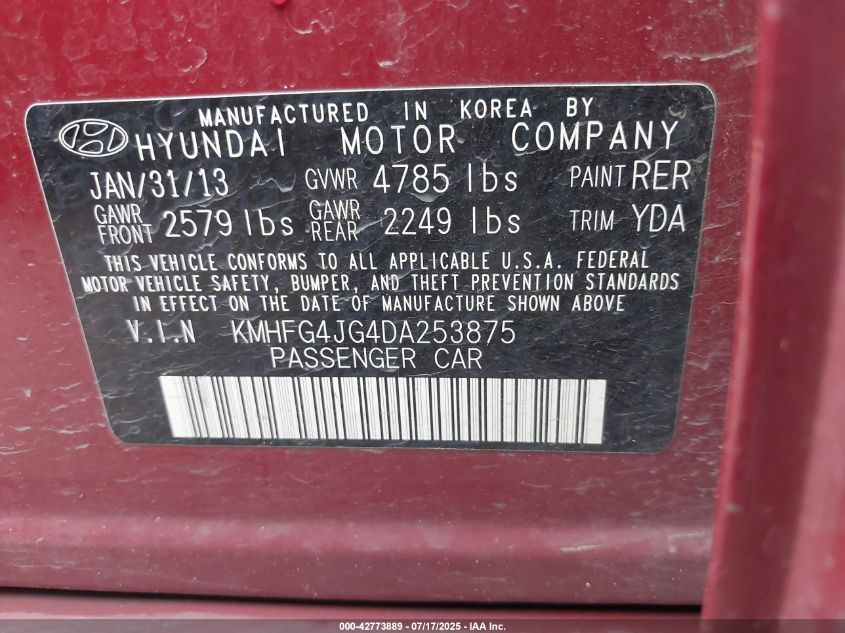 MANUFACTURED IN KOREA BY
HYUNDAI MOTOR COMPANY
JAN/31/13 GVWR 4785 lbs PAINT RER
GAWR FRONT 2579 lbs GAWR REAR 2249 lbs TRIM YDA
THIS VEHICLE CONFORMS TO ALL APPLICABLE U.S.A. FEDERAL
MOTOR VEHICLE SAFETY, BUMPER, AND THEFT PREVENTION STANDARDS
IN EFFECT ON THE DATE OF MANUFACTURE SHOWN ABOVE
V.I.N KMHFG4JG4DA253875
PASSENGER CAR
000-42773889 - 07/17/2025 - IAA Inc.